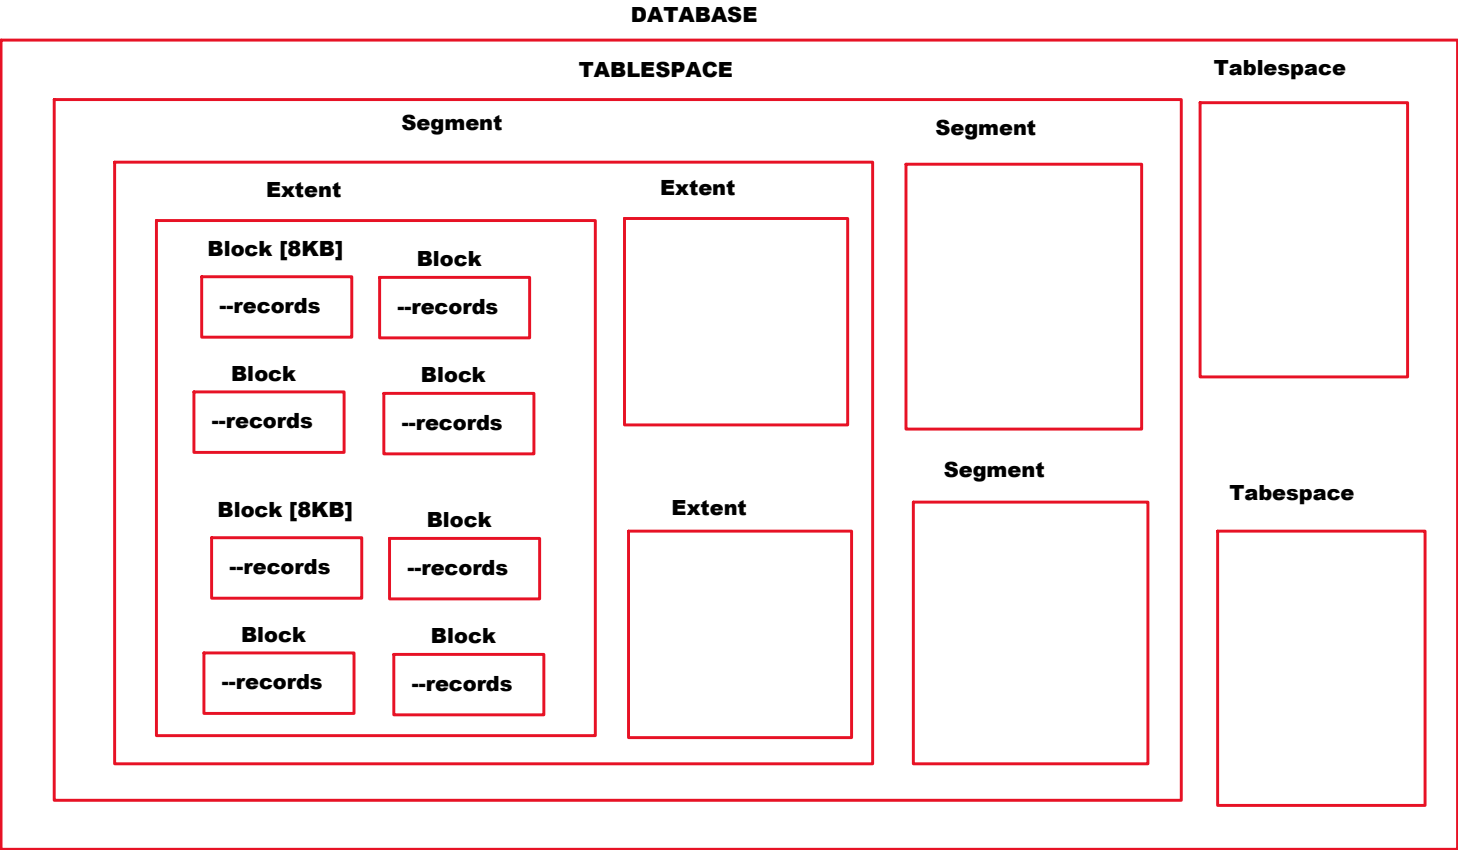 DATABASE
TABLESPACE
Tablespace
Segment
Segment
Extent
Extent
Block [8KB]
Block
--records
--records
Block
Block
--records
--records
Segment
Tabespace
Extent
Block [8KB]
Block
--records
--records
Block
Block
--records
--records